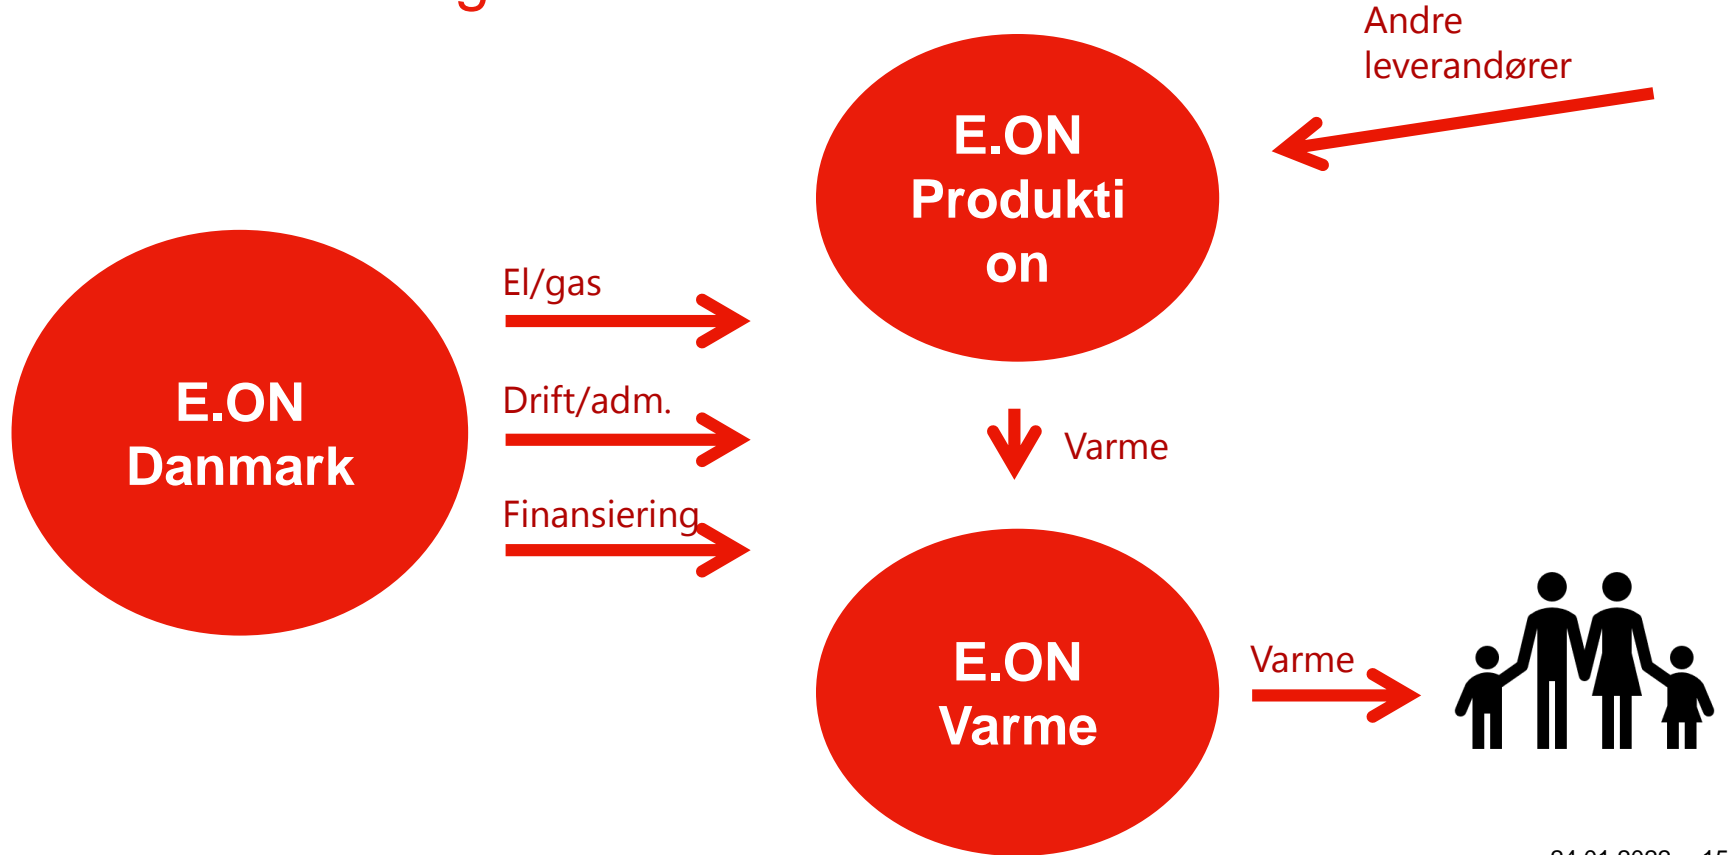 Andre
leverandører
E.ON
Produkti
on
El/gas
E.ON
Danmark
Drift/adm.
Varme
Finansiering
E.ON
Varme
Varme